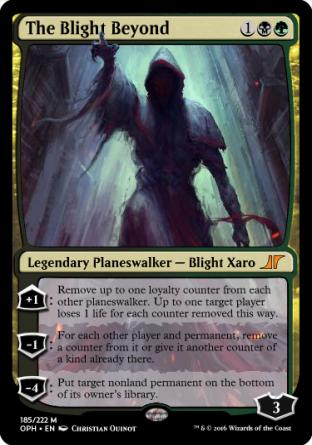 The Blight Beyond 1
Legendary Planeswalker — Blight Xaro
+1: Remove up to one loyalty counter from each
other planeswalker. Up to one target player
loses 1 life for each counter removed this way.
-1: For each other player and permanent, remove
a counter from it or give it another counter of
a kind already there.
-4: Put target nonland permanent on the bottom
of its owner's library.
3
185/222 M
OPH • EN Christian Quinot
™ & © 2016 Wizards of the Coast